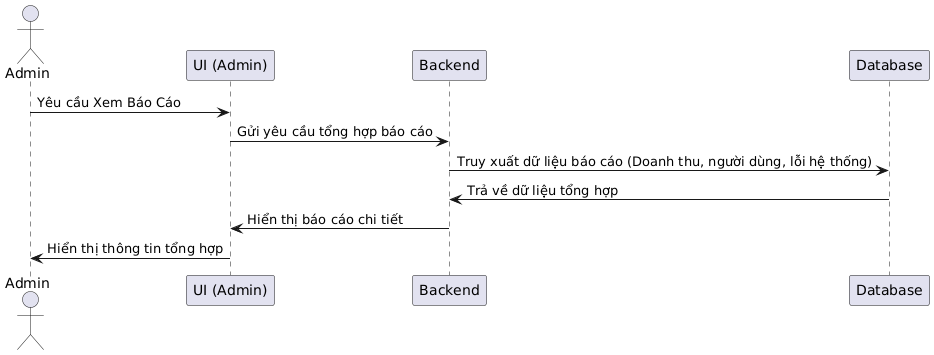 Admin
UI (Admin)
Backend
Database
Yêu cầu Xem Báo Cáo
Gửi yêu cầu tổng hợp báo cáo
Truy xuất dữ liệu báo cáo (Doanh thu, người dùng, lỗi hệ thống)
Trả về dữ liệu tổng hợp
Hiển thị báo cáo chi tiết
Hiển thị thông tin tổng hợp
Admin
UI (Admin)
Backend
Database